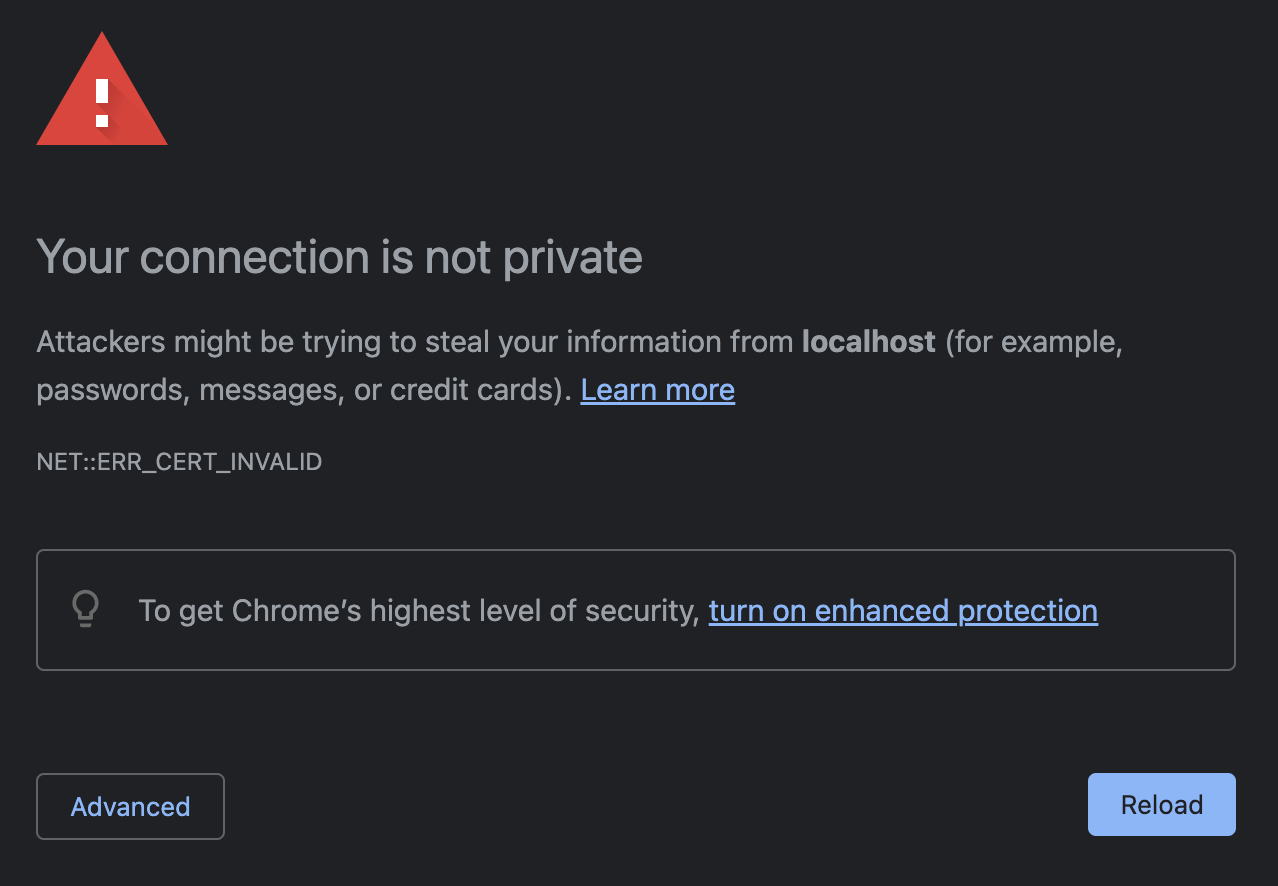 Your connection is not private
Attackers might be trying to steal your information from localhost (for example,
passwords, messages, or credit cards). Learn more
NET::ERR_CERT_INVALID
To get Chrome’s highest level of security, turn on enhanced protection
Advanced
Reload